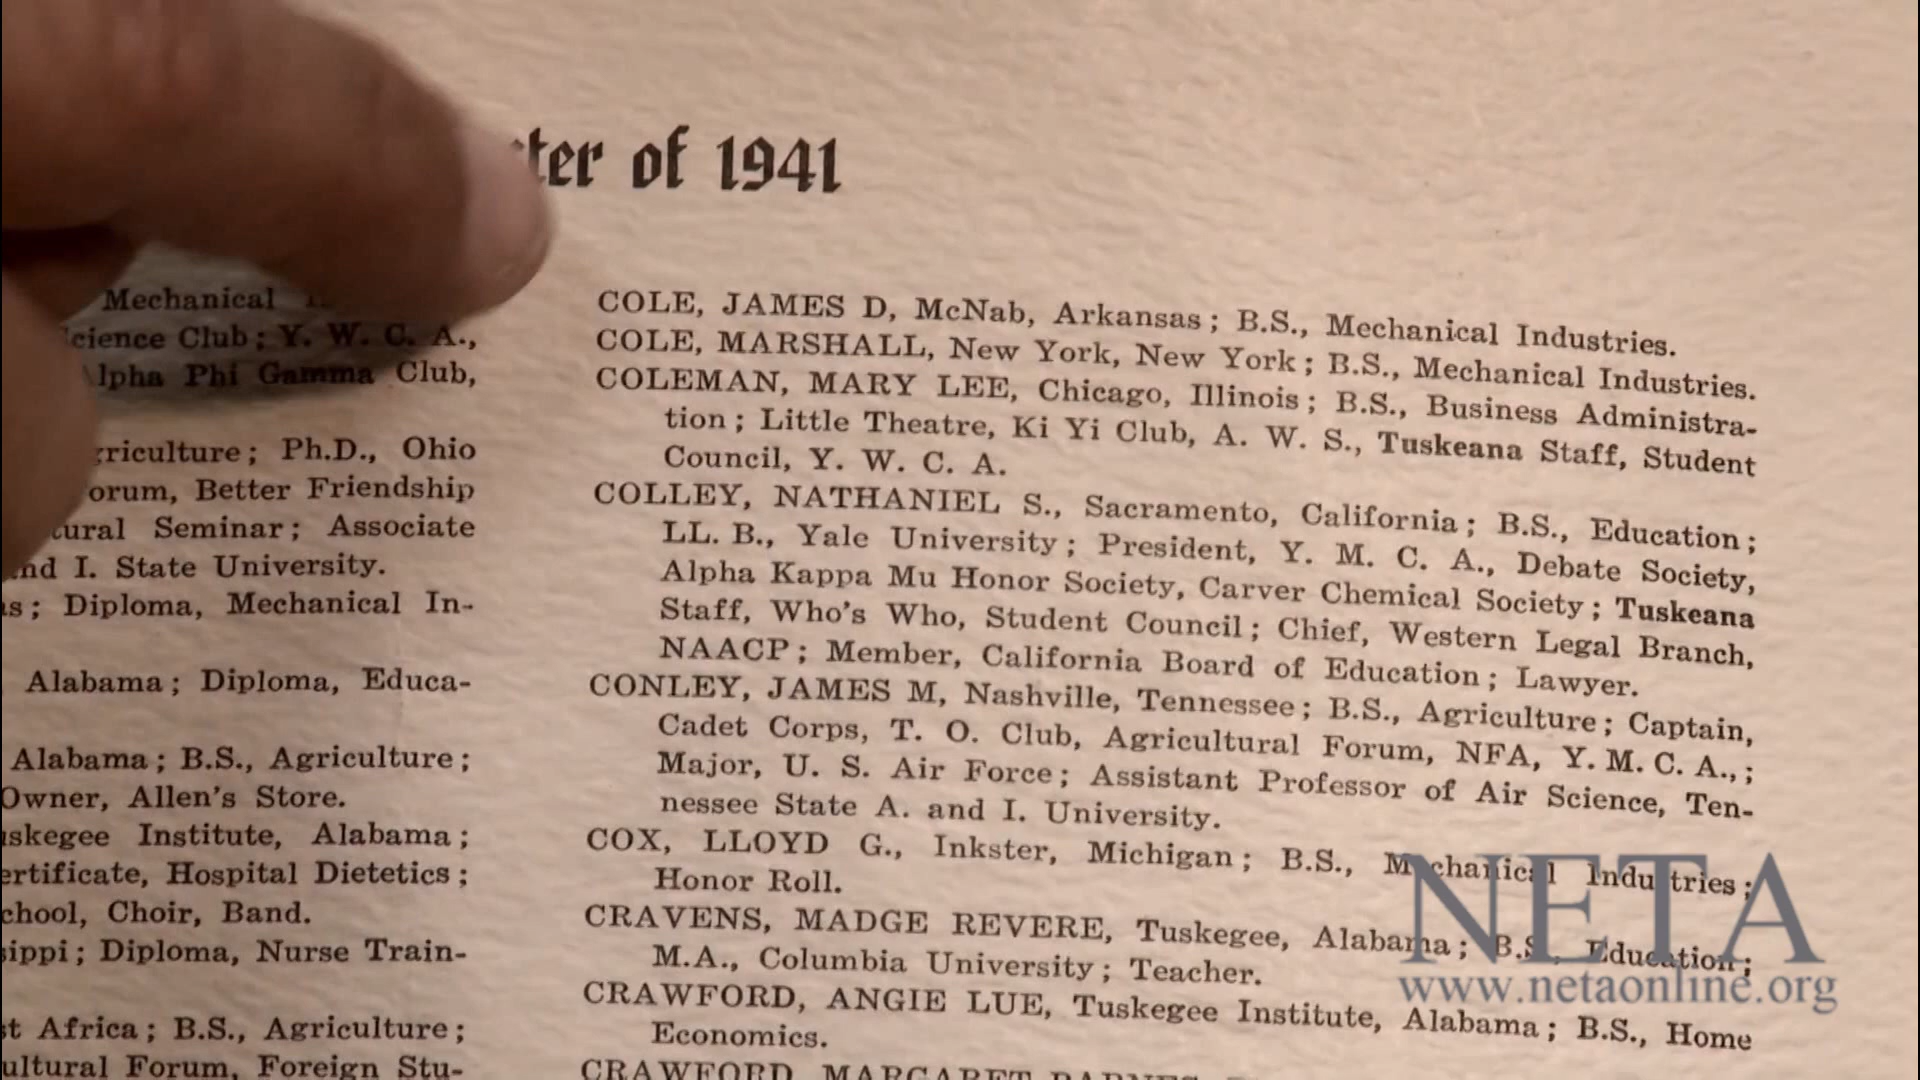 ter of 1941
Mechanical
cience Club; Y. W. C. A.,
lpha Phi Gamma Club,
riculture; Ph.D., Ohio
orum, Better Friendship
tural Seminar; Associate
nd I. State University.
as; Diploma, Mechanical In-
Alabama; Diploma, Educa-
Alabama; B.S., Agriculture;
Owner, Allen's Store.
uskegee Institute, Alabama;
ertificate, Hospital Dietetics;
chool, Choir, Band.
sippi; Diploma, Nurse Train-
st Africa; B.S., Agriculture;
ultural Forum, Foreign Stu-
COLE, JAMES D, McNab, Arkansas; B.S., Mechanical Industries.
COLE, MARSHALL, New York, New York; B.S., Mechanical Industries.
COLEMAN, MARY LEE, Chicago, Illinois; B.S., Business Administra-
tion; Little Theatre, Ki Yi Club, A. W. S., Tuskeana Staff, Student
Council, Y. W. C. A.
COLLEY, NATHANIEL S., Sacramento, California; B.S., Education;
LL. B., Yale University; President, Y. M. C. A., Debate Society,
Alpha Kappa Mu Honor Society, Carver Chemical Society; Tuskeana
Staff, Who's Who, Student Council; Chief, Western Legal Branch,
NAACP; Member, California Board of Education; Lawyer.
CONLEY, JAMES M, Nashville, Tennessee; B.S., Agriculture; Captain,
Cadet Corps, T. O. Club, Agricultural Forum, NFA, Y. M. C. A.,;
Major, U. S. Air Force; Assistant Professor of Air Science, Ten-
nessee State A. and I. University.
COX, LLOYD G., Inkster, Michigan; B.S., Mechanical Industries;
Honor Roll.
CRAVENS, MADGE REVERE, Tuskegee, Alabama; B.S., Education;
M.A., Columbia University; Teacher.
CRAWFORD, ANGIE LUE, Tuskegee Institute, Alabama; B.S., Home
Economics.
CRAWFORD, MARGARET BARNES,
NETA
www.netaonline.org